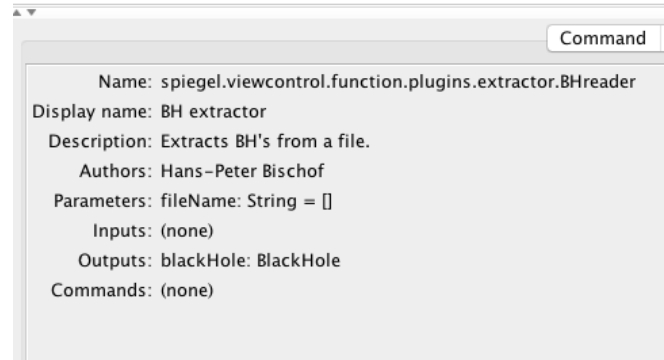 Command
Name: spiegel.viewcontrol.function.plugins.extractor.BHreader
Display name: BH extractor
Description: Extracts BH's from a file.
Authors: Hans-Peter Bischof
Parameters: fileName: String = []
Inputs: (none)
Outputs: blackHole: BlackHole
Commands: (none)